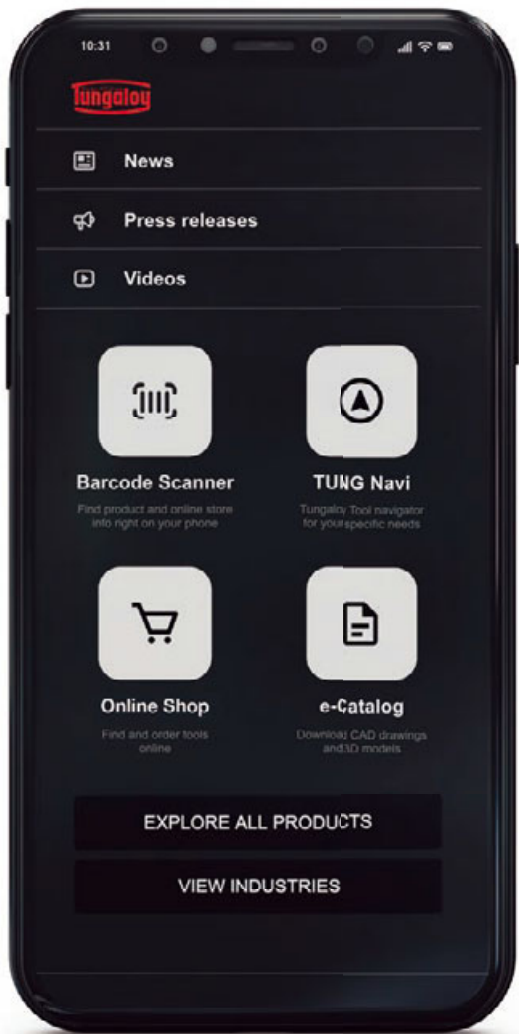 10:31
Tungaloy
News
Press releases
Videos
Barcode Scanner
Find product and online store
info right on your phone
TUNG Navi
Tungaloy Tool navigator
for your specific needs
Online Shop
Find and order tools
online
e-Catalog
Download CAD drawings
and 3D models
EXPLORE ALL PRODUCTS
VIEW INDUSTRIES